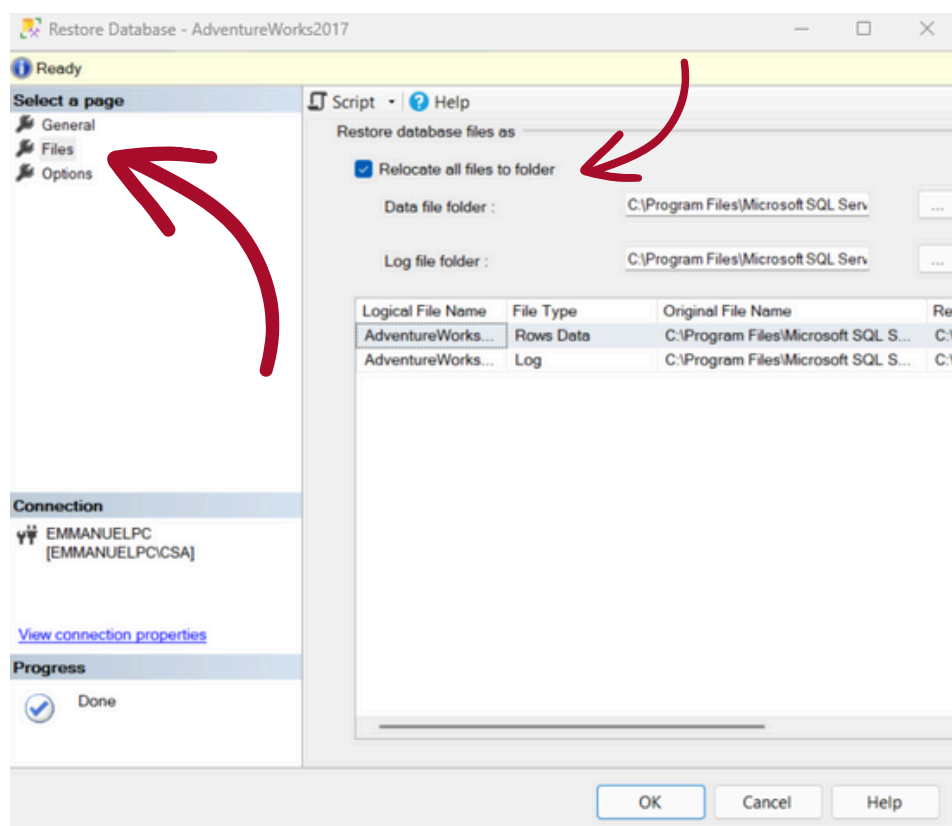 Restore Database - AdventureWorks2017
Ready
Select a page
General
Files
Options
Script Help
Restore database files as
Relocate all files to folder
Data file folder : C:\Program Files\Microsoft SQL Serv ...
Log file folder : C:\Program Files\Microsoft SQL Serv ...
Logical File Name File Type Original File Name Re
AdventureWorks... Rows Data C:\Program Files\Microsoft SQL S... C:\
AdventureWorks... Log C:\Program Files\Microsoft SQL S... C:\
Connection
EMMANUELPC
[EMMANUELPC\CSA]
View connection properties
Progress
Done
OK Cancel Help